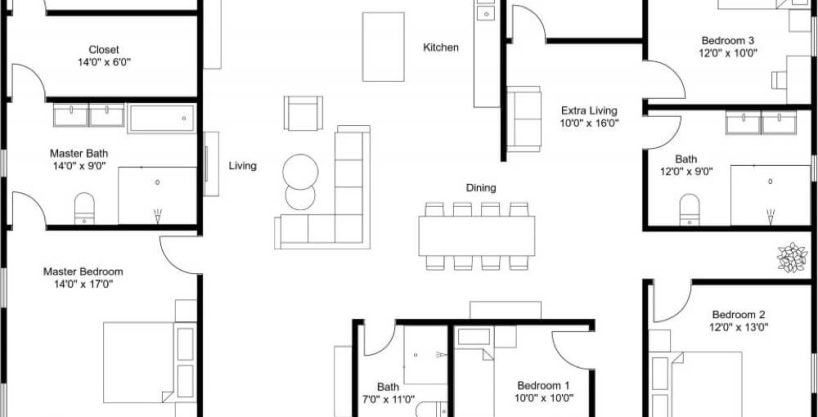 Closet
14'0" x 6'0"
Kitchen
Bedroom 3
12'0" x 10'0"
Extra Living
10'0" x 16'0"
Master Bath
14'0" x 9'0"
Living
Bath
12'0" x 9'0"
Dining
Master Bedroom
14'0" x 17'0"
Bedroom 2
12'0" x 13'0"
Bath
7'0" x 11'0"
Bedroom 1
10'0" x 10'0"